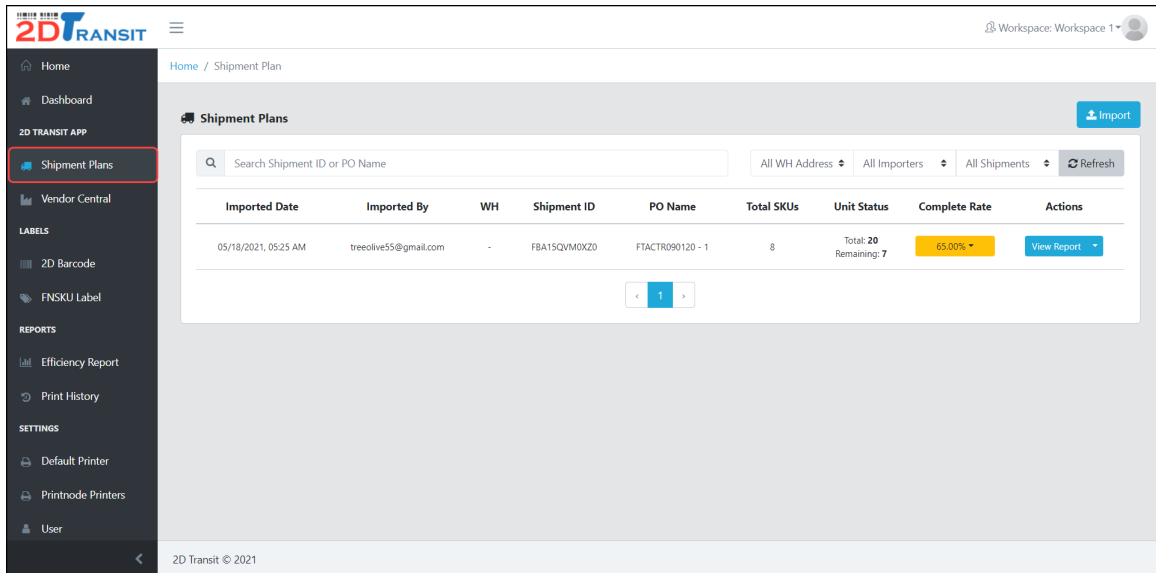 2DTRANSIT
Workspace: Workspace 1
Home
Dashboard
2D TRANSIT APP
Shipment Plans
Vendor Central
LABELS
2D Barcode
FNSKU Label
REPORTS
Efficiency Report
Print History
SETTINGS
Default Printer
Printnode Printers
User
Home / Shipment Plan
Shipment Plans
Import
Search Shipment ID or PO Name All WH Address All Importers All Shipments Refresh
Imported Date Imported By WH Shipment ID PO Name Total SKUs Unit Status Complete Rate Actions
05/18/2021, 05:25 AM treeolive55@gmail.com - FBA15QVM0XZ0 FTACTR090120 - 1 8 Total: 20 65.00% View Report
Remaining: 7
‹ 1 ›
2D Transit © 2021